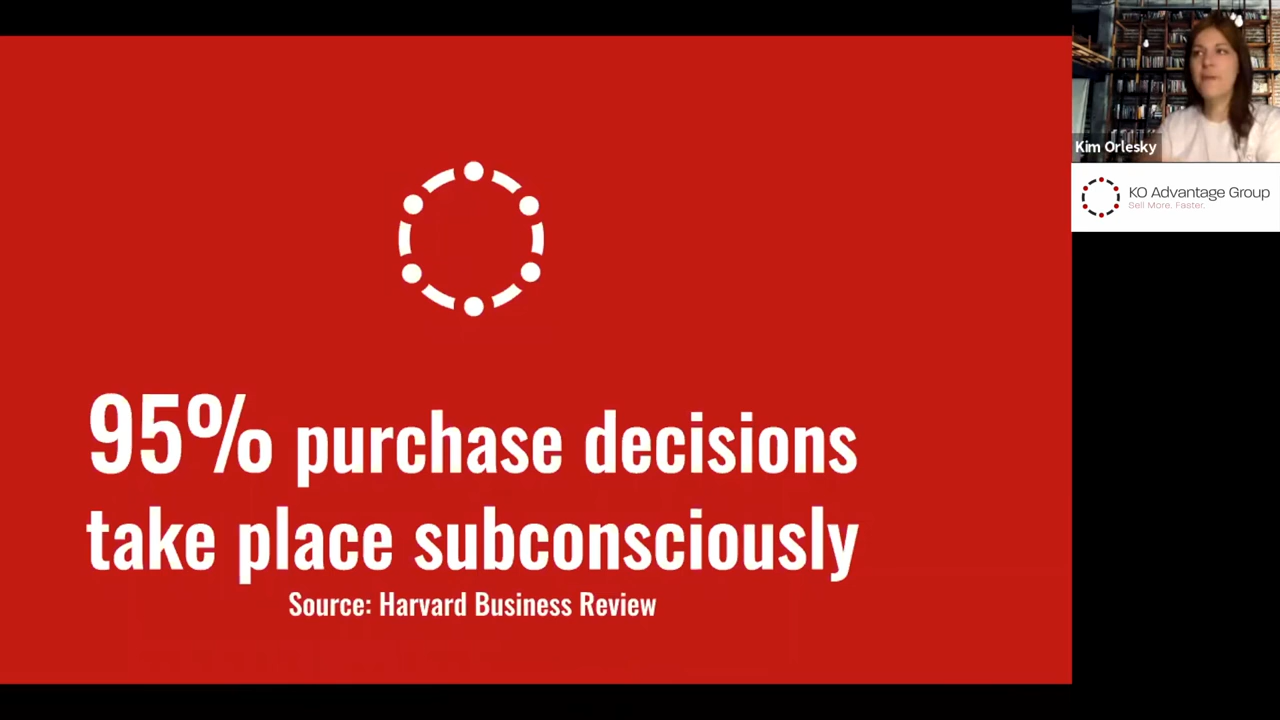 95% purchase decisions
take place subconsciously
Source: Harvard Business Review
Kim Orlesky
KO Advantage Group
Sell More. Faster.